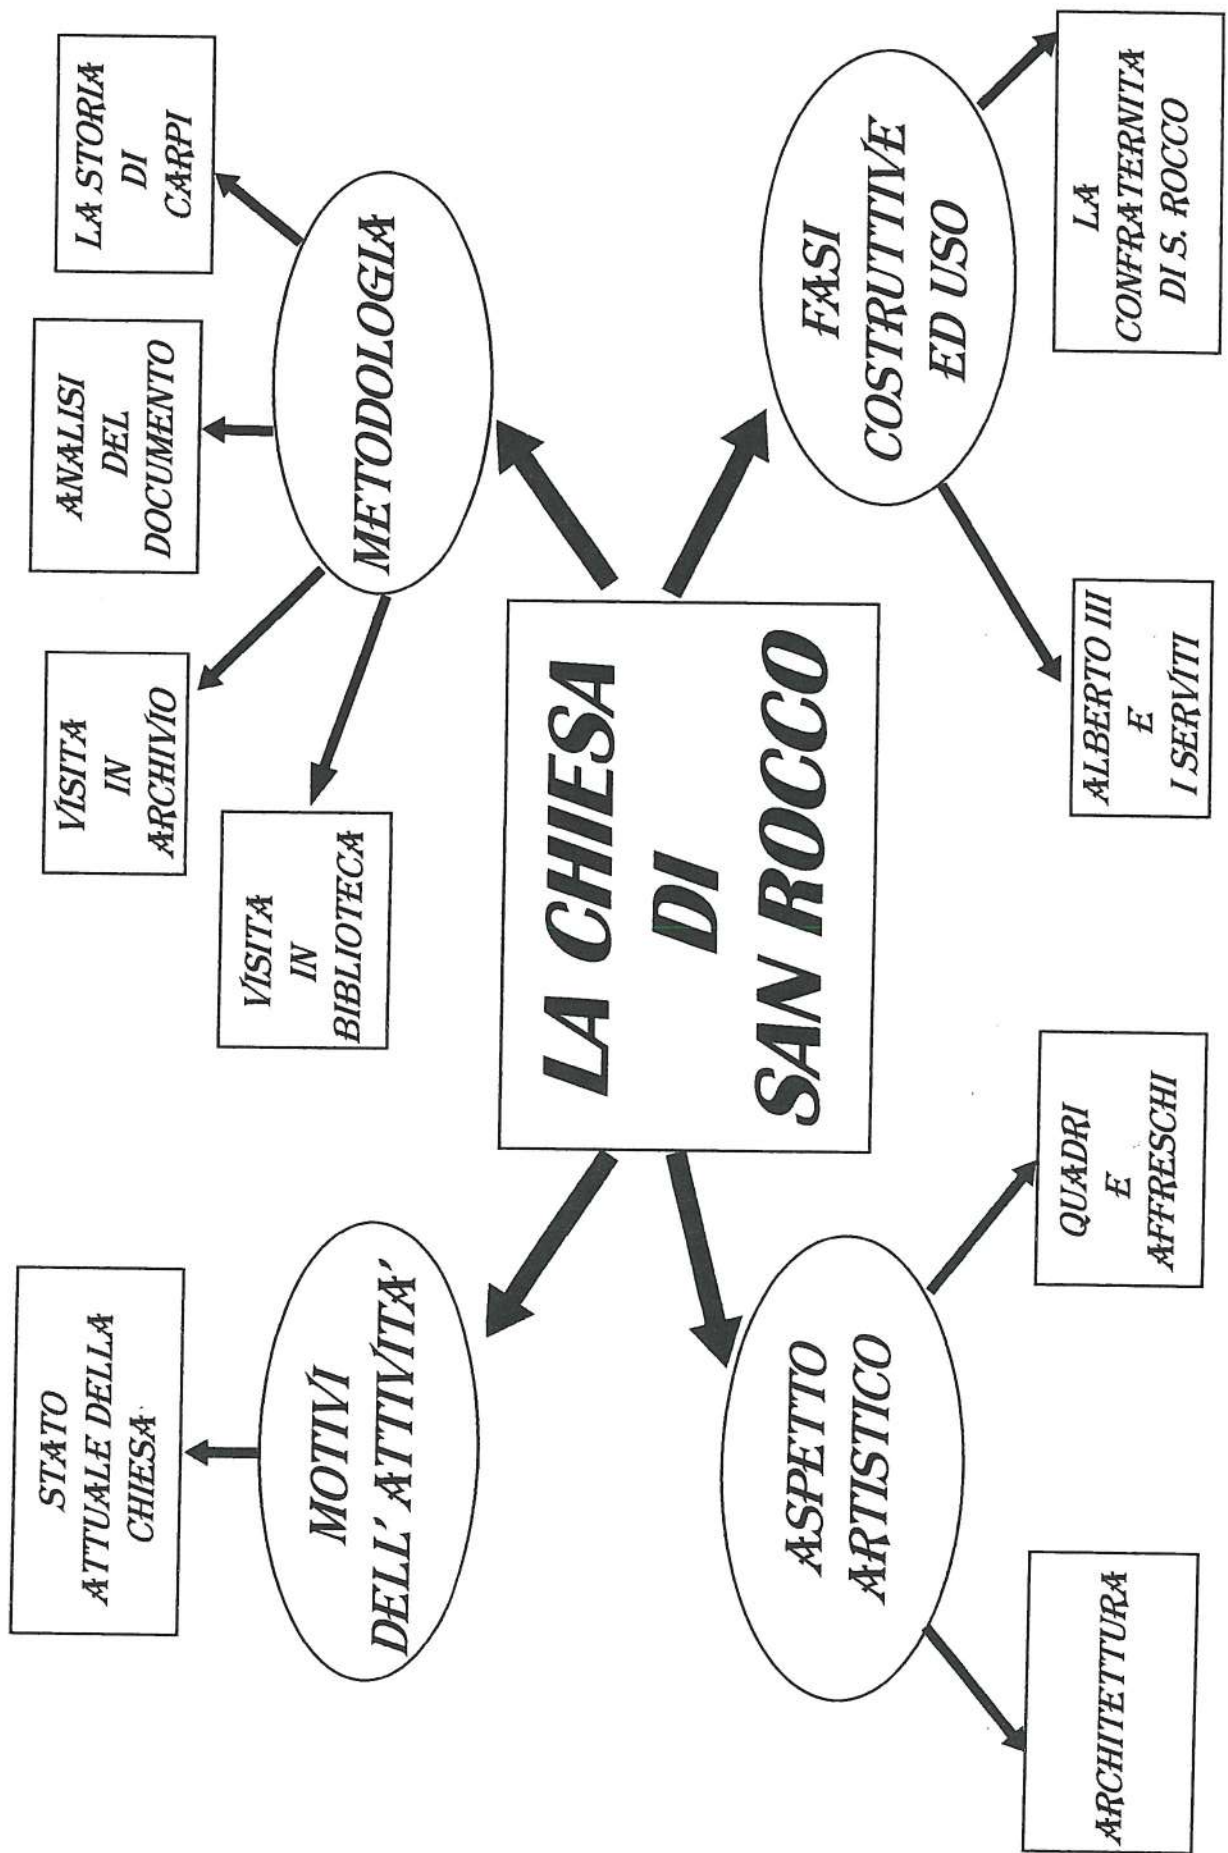 STATO
ATTUALE DELLA
CHIESA
VISITA
IN
ARCHIVIO
ANALISI
DEL
DOCUMENTO
LA STORIA
DI
CARPI
VISITA
IN
BIBLIOTECA
MOTIVI
DELL' ATTIVITA'
METODOLOGIA
LA CHIESA
DI
SAN ROCCO
ASPETTO
ARTISTICO
FASI
COSTRUTTIVE
ED USO
ARCHITETTURA
QUADRI
E
AFFRESCHI
ALBERTO III
E
I SERVITI
LA
CONFRATERNITA
DI S. ROCCO